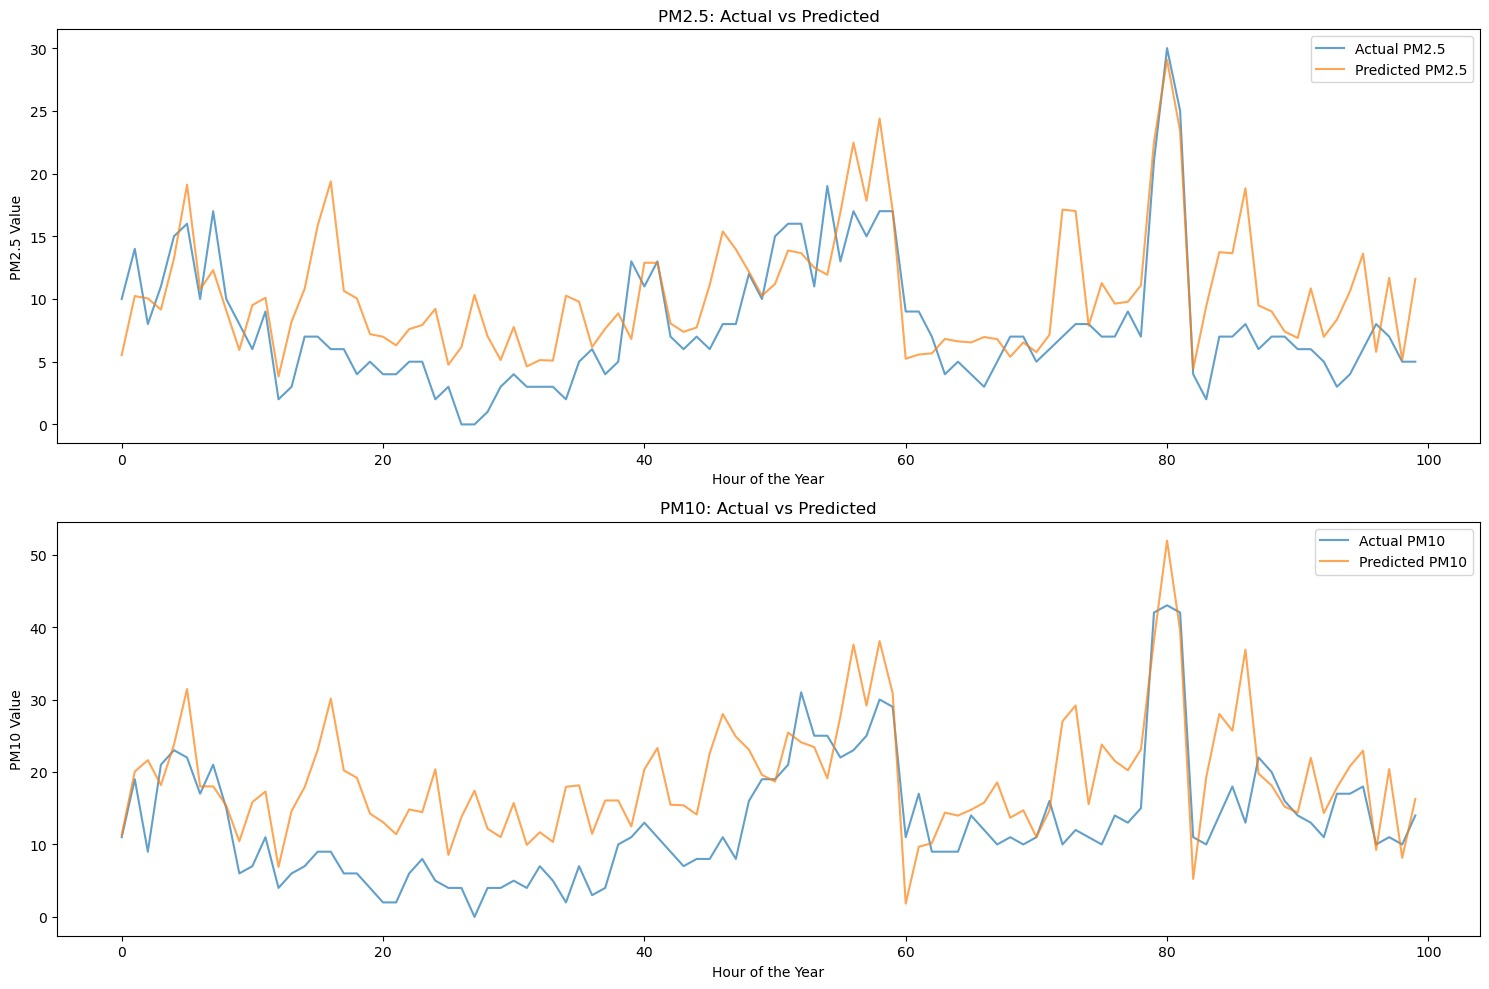 PM2.5: Actual vs Predicted
Actual PM2.5
Predicted PM2.5
PM2.5 Value
30
25
20
15
10
5
0
0 20 40 60 80 100
Hour of the Year
PM10: Actual vs Predicted
Actual PM10
Predicted PM10
PM10 Value
50
40
30
20
10
0
0 20 40 60 80 100
Hour of the Year